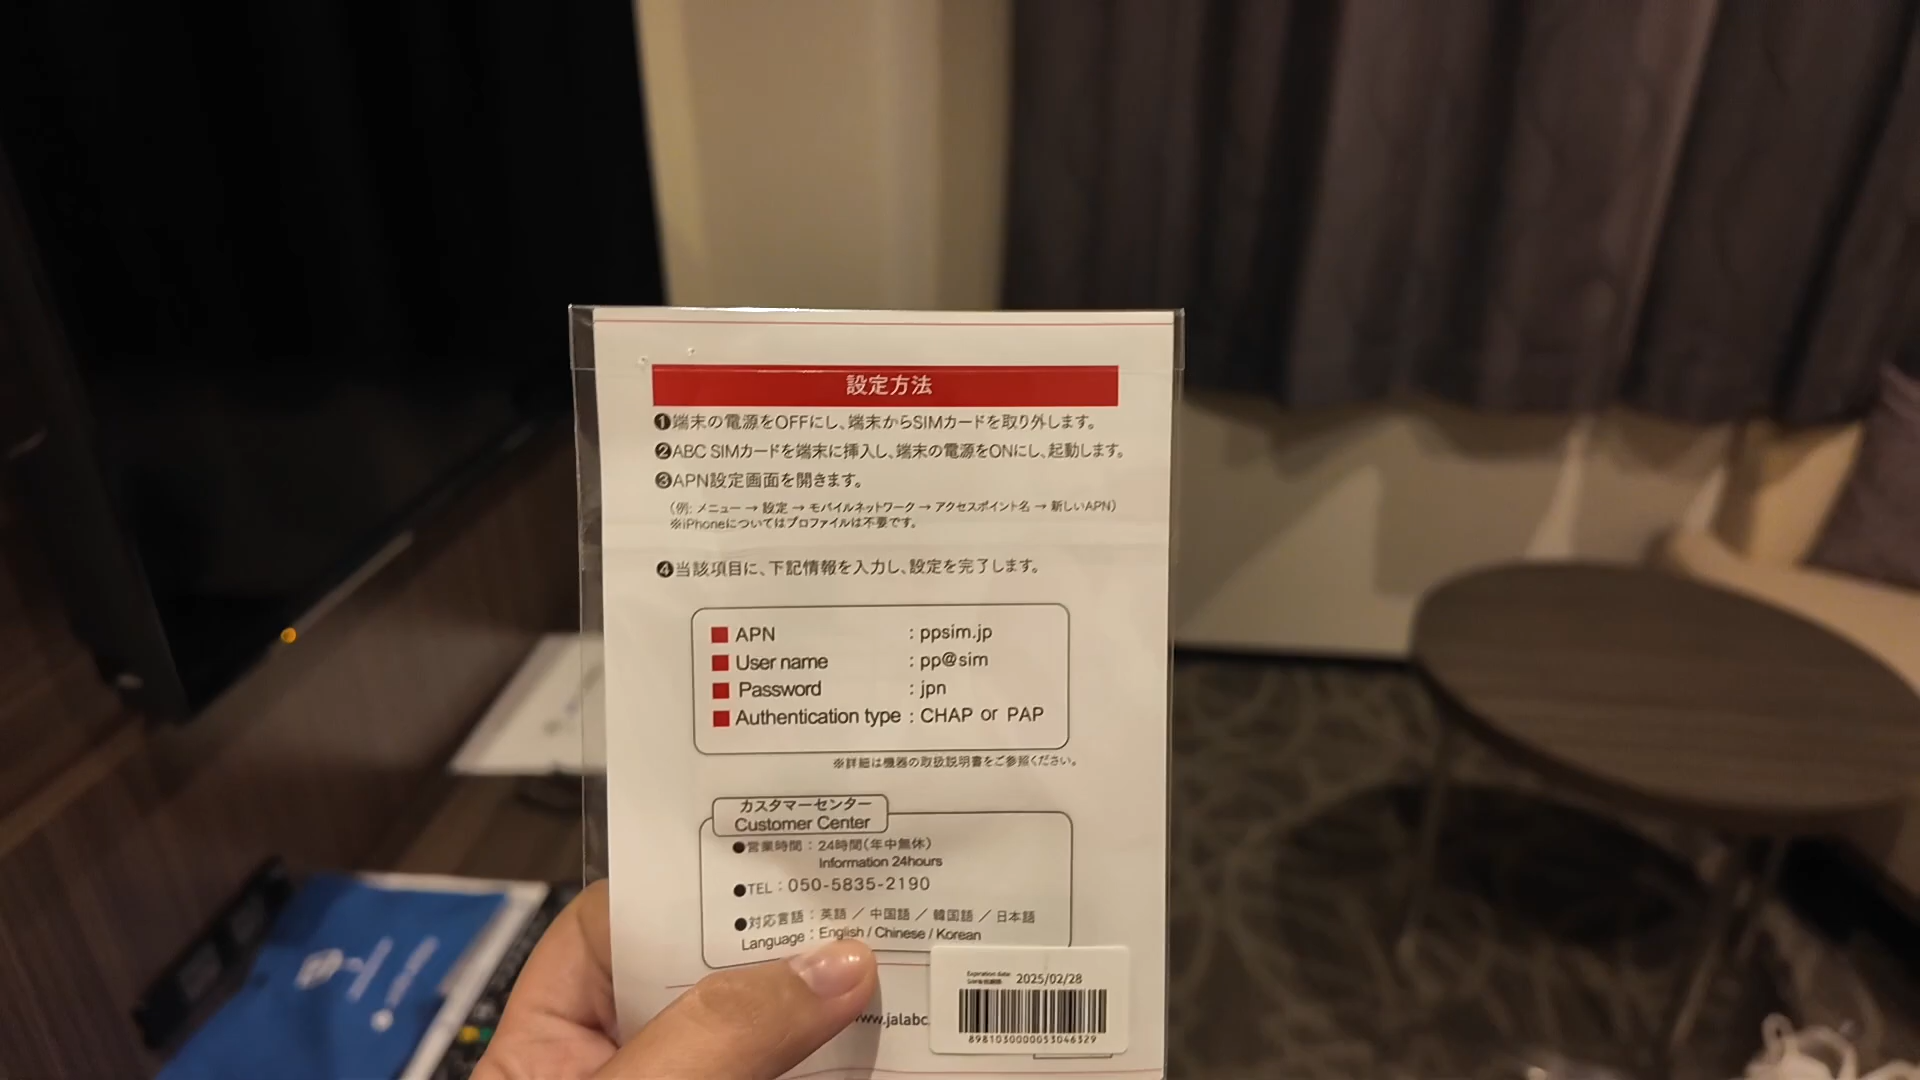 設定方法
❶端末の電源をOFFにし、端末からSIMカードを取り外します。
❷ABC SIMカードを端末に挿入し、端末の電源をONにし、起動します。
❸APN設定画面を開きます。
(例: メニュー → 設定 → モバイルネットワーク → アクセスポイント名 → 新しいAPN)
※iPhoneについてはプロファイルは不要です。
❹当該項目に、下記情報を入力し、設定を完了します。
APN : ppsim.jp
User name : pp@sim
Password : jpn
Authentication type : CHAP or PAP
※詳細は機器の取扱説明書をご参照ください。
カスタマーセンター
Customer Center
●営業時間 : 24時間(年中無休)
Information 24hours
●TEL : 050-5835-2190
●対応言語 : 英語 / 中国語 / 韓国語 / 日本語
Language : English / Chinese / Korean
Expiration date
2025/02/28
www.jalabc
8981030000053046329